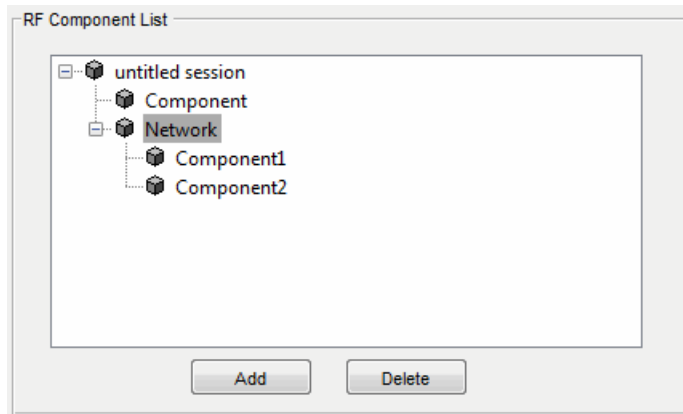 RF Component List
untitled session
Component
Network
Component1
Component2
Add Delete